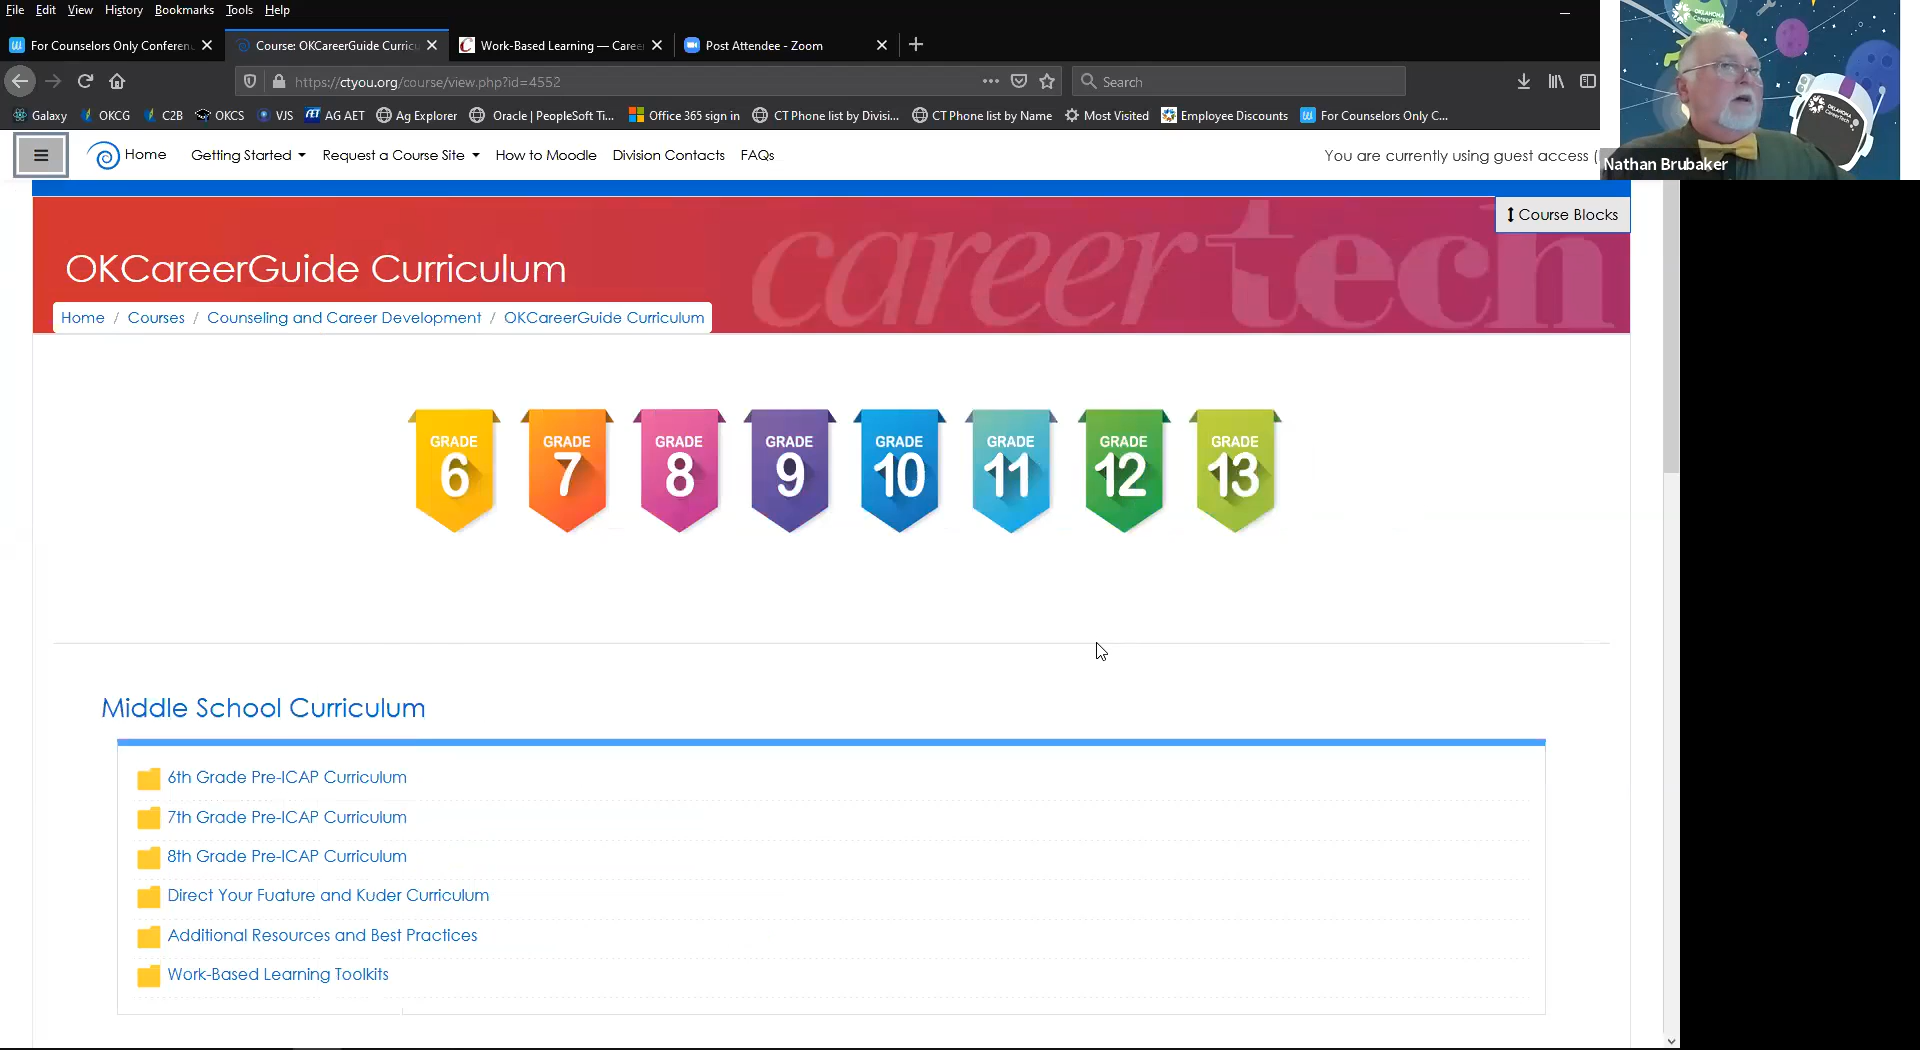 File Edit View History Bookmarks Tools Help
For Counselors Only Conferen
Course: OKCareerGuide Curricu
Work-Based Learning — Caree
Post Attendee - Zoom
https://ctyou.org/course/view.php?id=4552
Search
Galaxy OKCG C2B OKCS VJS AET AG AET Ag Explorer Oracle | PeopleSoft Ti... Office 365 sign in CT Phone list by Divisi... CT Phone list by Name Most Visited Employee Discounts For Counselors Only C...
Home Getting Started Request a Course Site How to Moodle Division Contacts FAQs You are currently using guest access (
OKLAHOMA
CareerTech
OKLAHOMA
CareerTech
Nathan Brubaker
Course Blocks
careertech
OKCareerGuide Curriculum
Home / Courses / Counseling and Career Development / OKCareerGuide Curriculum
GRADE 6
GRADE 7
GRADE 8
GRADE 9
GRADE 10
GRADE 11
GRADE 12
GRADE 13
Middle School Curriculum
6th Grade Pre-ICAP Curriculum
7th Grade Pre-ICAP Curriculum
8th Grade Pre-ICAP Curriculum
Direct Your Fuature and Kuder Curriculum
Additional Resources and Best Practices
Work-Based Learning Toolkits